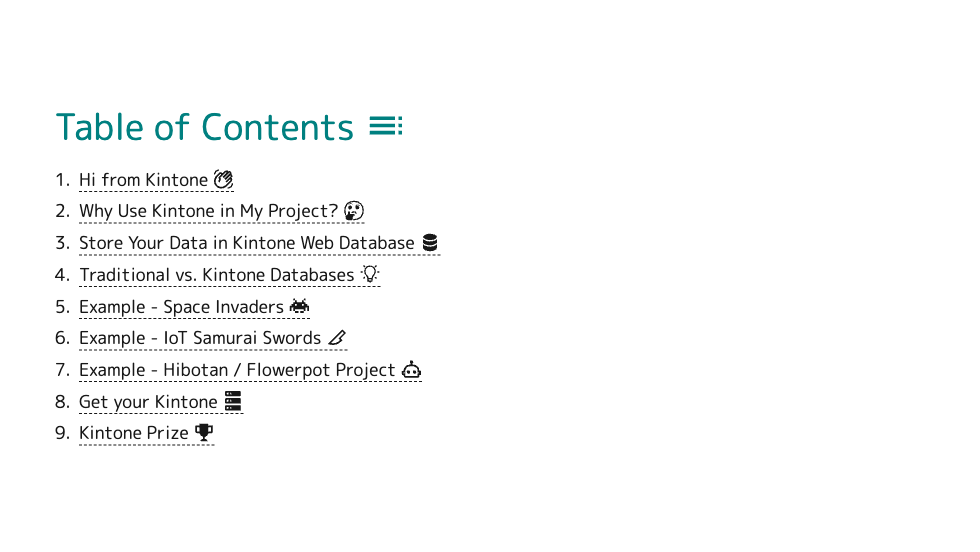 Table of Contents
1. Hi from Kintone
2. Why Use Kintone in My Project?
3. Store Your Data in Kintone Web Database
4. Traditional vs. Kintone Databases
5. Example - Space Invaders
6. Example - IoT Samurai Swords
7. Example - Hibotan / Flowerpot Project
8. Get your Kintone
9. Kintone Prize